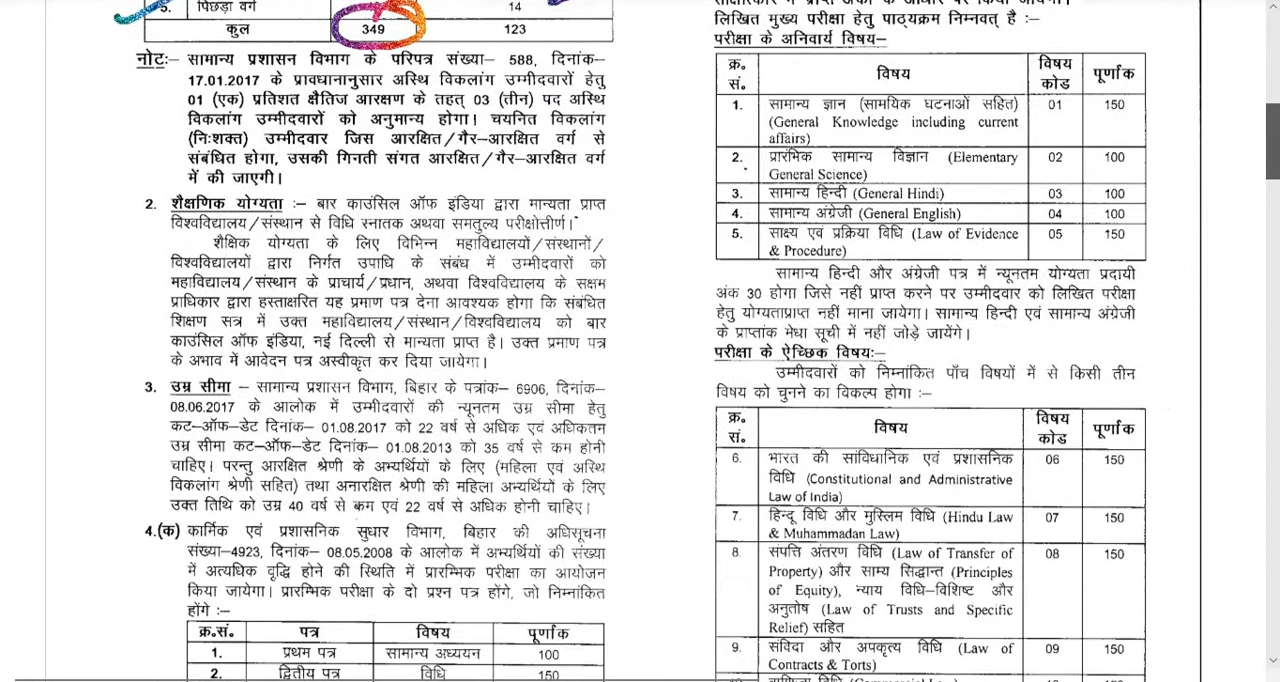 5. पिछड़ा वर्ग 14
कुल 349 123
नोटः– सामान्य प्रशासन विभाग के परिपत्र संख्या– 588, दिनांक–
17.01.2017 के प्रावधानानुसार अस्थि विकलांग उम्मीदवारों हेतु
01 (एक) प्रतिशत क्षैतिज आरक्षण के तहत् 03 (तीन) पद अस्थि
विकलांग उम्मीदवारों को अनुमान्य होगा। चयनित विकलांग
(निःशक्त) उम्मीदवार जिस आरक्षित/गैर–आरक्षित वर्ग से
संबंधित होगा, उसकी गिनती संगत आरक्षित/गैर–आरक्षित वर्ग
में की जाएगी।
2. शैक्षणिक योग्यता :– बार काउंसिल ऑफ इंडिया द्वारा मान्यता प्राप्त
विश्वविद्यालय/संस्थान से विधि स्नातक अथवा समतुल्य परीक्षोत्तीर्ण।
शैक्षिक योग्यता के लिए विभिन्न महाविद्यालयों/संस्थानों/
विश्वविद्यालयों द्वारा निर्गत उपाधि के संबंध में उम्मीदवारों को
महाविद्यालय/संस्थान के प्राचार्य/प्रधान, अथवा विश्वविद्यालय के सक्षम
प्राधिकार द्वारा हस्ताक्षरित यह प्रमाण पत्र देना आवश्यक होगा कि संबंधित
शिक्षण सत्र में उक्त महाविद्यालय/संस्थान/विश्वविद्यालय को बार
काउंसिल ऑफ इंडिया, नई दिल्ली से मान्यता प्राप्त है। उक्त प्रमाण पत्र
के अभाव में आवेदन पत्र अस्वीकृत कर दिया जायेगा।
3. उम्र सीमा – सामान्य प्रशासन विभाग, बिहार के पत्रांक– 6906, दिनांक–
08.06.2017 के आलोक में उम्मीदवारों की न्यूनतम उम्र सीमा हेतु
कट–ऑफ–डेट दिनांक– 01.08.2017 को 22 वर्ष से अधिक एवं अधिकतम
उम्र सीमा कट–ऑफ–डेट दिनांक– 01.08.2013 को 35 वर्ष से कम होनी
चाहिए। परन्तु आरक्षित श्रेणी के अभ्यर्थियों के लिए (महिला एवं अस्थि
विकलांग श्रेणी सहित) तथा अनारक्षित श्रेणी की महिला अभ्यर्थियों के लिए
उक्त तिथि को उम्र 40 वर्ष से कम एवं 22 वर्ष से अधिक होनी चाहिए।
4.(क) कार्मिक एवं प्रशासनिक सुधार विभाग, बिहार की अधिसूचना
संख्या–4923, दिनांक– 08.05.2008 के आलोक में अभ्यर्थियों की संख्या
में अत्यधिक वृद्धि होने की स्थिति में प्रारम्भिक परीक्षा का आयोजन
किया जायेगा। प्रारम्भिक परीक्षा के दो प्रश्न पत्र होंगे, जो निम्नांकित
होंगे :–
क्र.सं. पत्र विषय पूर्णांक
1. प्रथम पत्र सामान्य अध्ययन 100
2. द्वितीय पत्र विधि 150
लिखित मुख्य परीक्षा हेतु पाठ्यक्रम निम्नवत् है :–
परीक्षा के अनिवार्य विषय–
क्र. सं. विषय विषय कोड पूर्णांक
1. सामान्य ज्ञान (सामयिक घटनाओं सहित) 01 150
(General Knowledge including current
affairs)
2. प्रारंभिक सामान्य विज्ञान (Elementary 02 100
General Science)
3. सामान्य हिन्दी (General Hindi) 03 100
4. सामान्य अंग्रेजी (General English) 04 100
5. साक्ष्य एवं प्रक्रिया विधि (Law of Evidence 05 150
& Procedure)
सामान्य हिन्दी और अंग्रेजी पत्र में न्यूनतम योग्यता प्रदायी
अंक 30 होगा जिसे नहीं प्राप्त करने पर उम्मीदवार को लिखित परीक्षा
हेतु योग्यताप्राप्त नहीं माना जायेगा। सामान्य हिन्दी एवं सामान्य अंग्रेजी
के प्राप्तांक मेधा सूची में नहीं जोड़े जायेंगे।
परीक्षा के ऐच्छिक विषयः–
उम्मीदवारों को निम्नांकित पाँच विषयों में से किसी तीन
विषय को चुनने का विकल्प होगा :–
क्र. सं. विषय विषय कोड पूर्णांक
6. भारत की सांविधानिक एवं प्रशासनिक 06 150
विधि (Constitutional and Administrative
Law of India)
7. हिन्दू विधि और मुस्लिम विधि (Hindu Law 07 150
& Muhammadan Law)
8. संपत्ति अंतरण विधि (Law of Transfer of 08 150
Property) और साम्य सिद्धान्त (Principles
of Equity), न्याय विधि–विशिष्ट और
अनुतोष (Law of Trusts and Specific
Relief) सहित
9. संविदा और अपकृत्य विधि (Law of 09 150
Contracts & Torts)